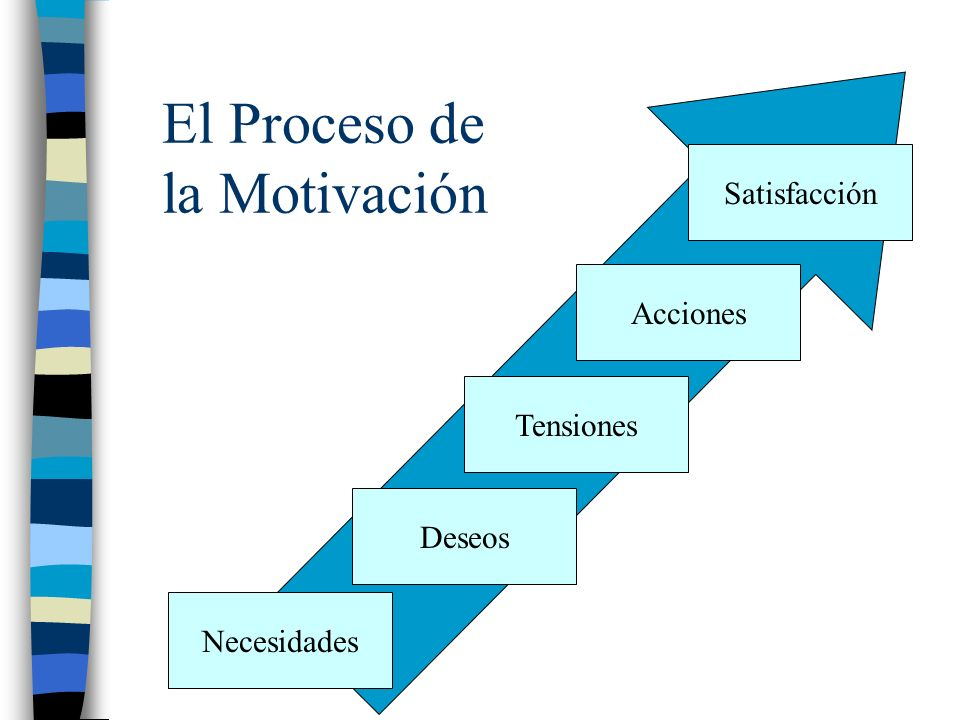 El Proceso de
la Motivación
Satisfacción
Acciones
Tensiones
Deseos
Necesidades